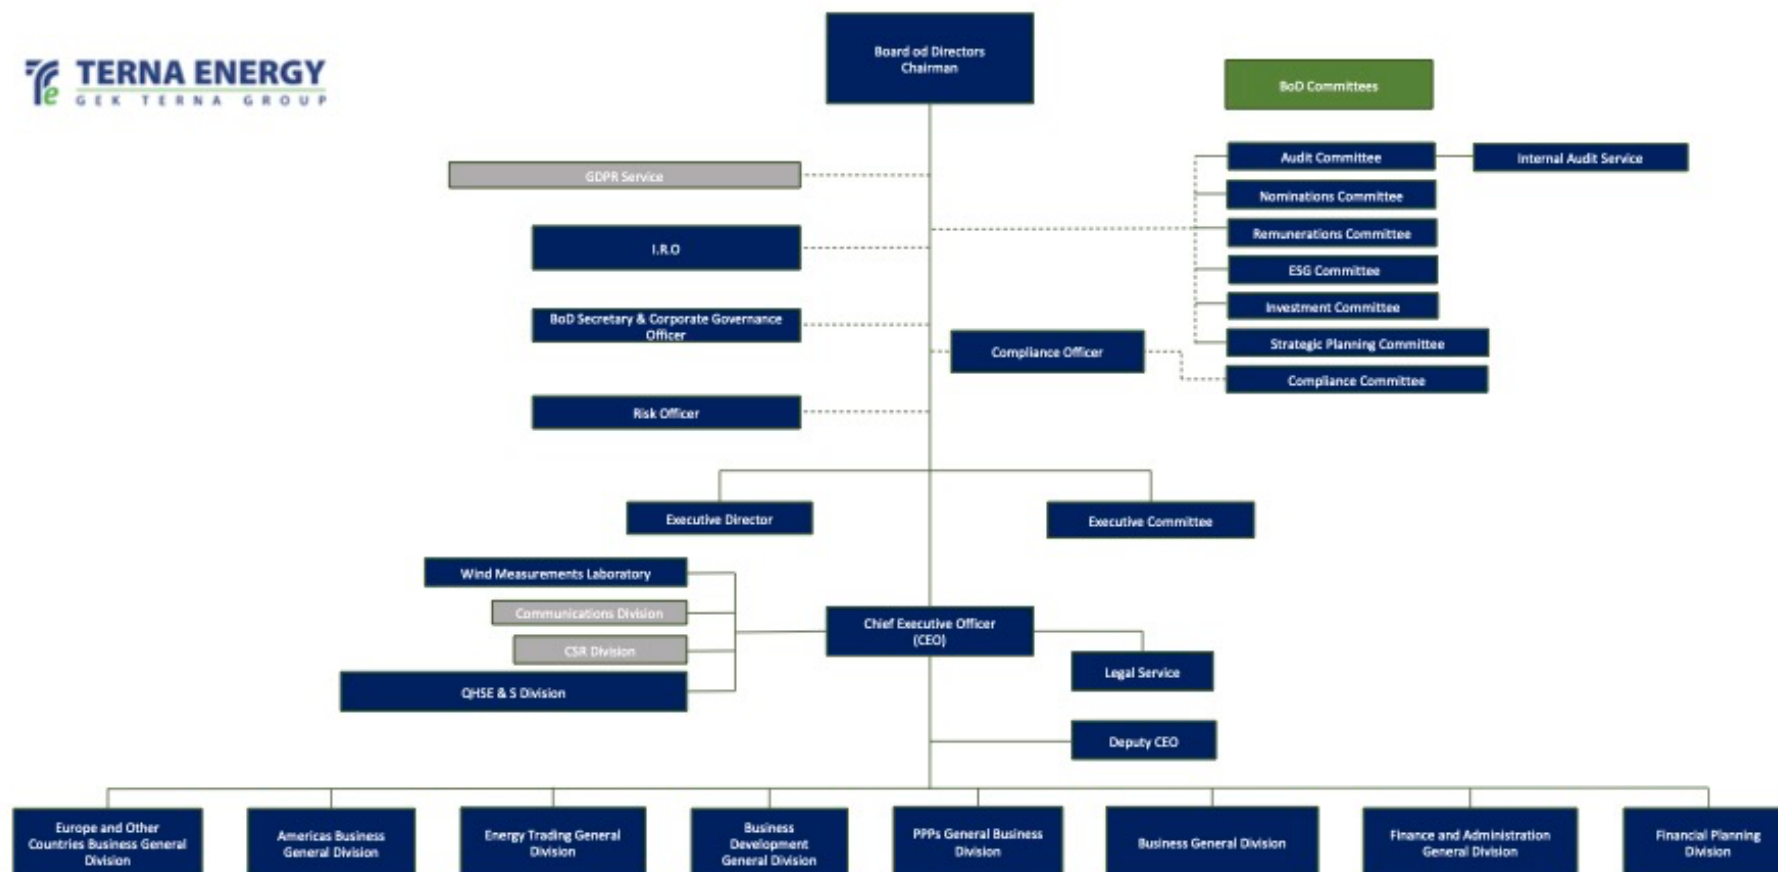 TERNA ENERGY
GEK TERNA GROUP
Board od Directors
Chairman
BoD Committees
Audit Committee
Internal Audit Service
GDPR Service
Nominations Committee
Remunerations Committee
I.R.O
ESG Committee
Investment Committee
BoD Secretary & Corporate Governance
Officer
Strategic Planning Committee
Compliance Officer
Compliance Committee
Risk Officer
Executive Director
Executive Committee
Wind Measurements Laboratory
Communications Division
CSR Division
QHSE & S Division
Chief Executive Officer
(CEO)
Legal Service
Deputy CEO
Europe and Other
Countries Business General
Division
Americas Business
General Division
Energy Trading General
Division
Business
Development
General Division
PPPs General Business
Division
Business General Division
Finance and Administration
General Division
Financial Planning
Division